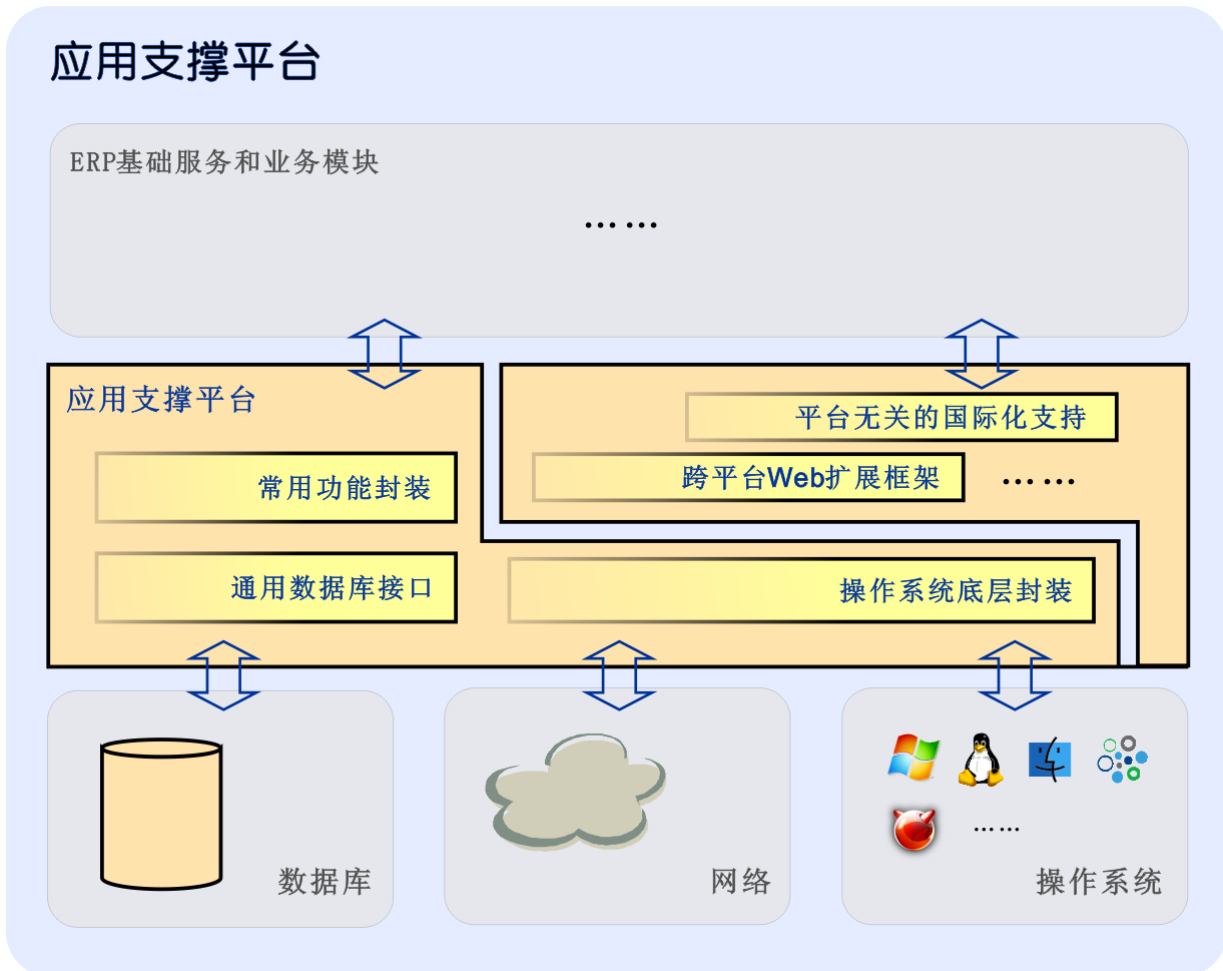 应用支撑平台
ERP基础服务和业务模块
……
应用支撑平台
平台无关的国际化支持
常用功能封装
跨平台Web扩展框架
……
通用数据库接口
操作系统底层封装
……
数据库
网络
操作系统